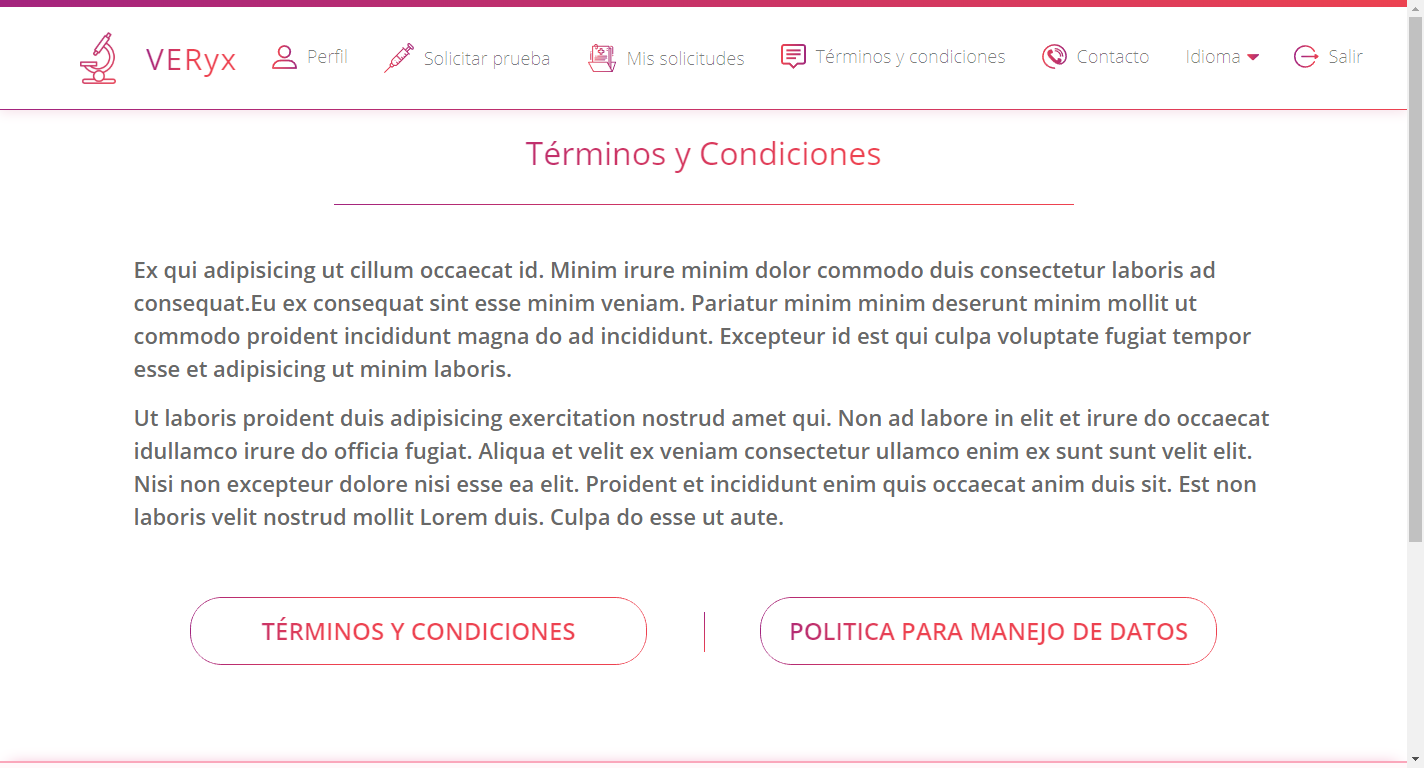 VERyx
Perfil
Solicitar prueba
Mis solicitudes
Términos y condiciones
Contacto
Idioma
Salir
Términos y Condiciones
Ex qui adipisicing ut cillum occaecat id. Minim irure minim dolor commodo duis consectetur laboris ad
consequat.Eu ex consequat sint esse minim veniam. Pariatur minim minim deserunt minim mollit ut
commodo proident incididunt magna do ad incididunt. Excepteur id est qui culpa voluptate fugiat tempor
esse et adipisicing ut minim laboris.
Ut laboris proident duis adipisicing exercitation nostrud amet qui. Non ad labore in elit et irure do occaecat
idullamco irure do officia fugiat. Aliqua et velit ex veniam consectetur ullamco enim ex sunt sunt velit elit.
Nisi non excepteur dolore nisi esse ea elit. Proident et incididunt enim quis occaecat anim duis sit. Est non
laboris velit nostrud mollit Lorem duis. Culpa do esse ut aute.
TÉRMINOS Y CONDICIONES
POLITICA PARA MANEJO DE DATOS